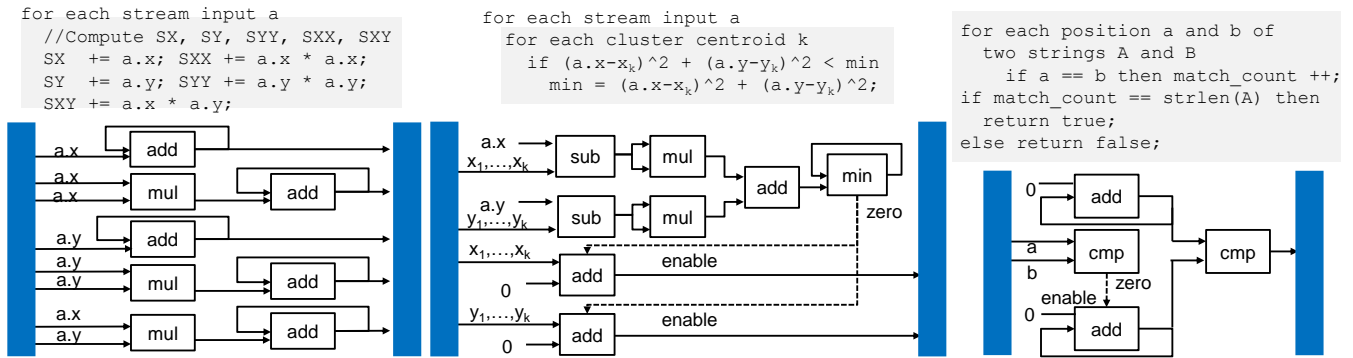 for each stream input a
//Compute SX, SY, SYY, SXX, SXY
SX += a.x; SXX += a.x * a.x;
SY += a.y; SYY += a.y * a.y;
SXY += a.x * a.y;
a.x
add
a.x
a.x
mul
add
add
a.y
a.y
a.y
mul
add
a.x
a.y
mul
add
for each stream input a
for each cluster centroid k
if (a.x-xₖ)^2 + (a.y-yₖ)^2 < min
min = (a.x-xₖ)^2 + (a.y-yₖ)^2;
a.x
x₁,…,xₖ
sub
mul
add
min
a.y
y₁,…,yₖ
sub
mul
zero
x₁,…,xₖ
0
add
enable
y₁,…,yₖ
0
add
enable
for each position a and b of
two strings A and B
if a == b then match_count ++;
if match_count == strlen(A) then
return true;
else return false;
0
add
a
b
cmp
cmp
zero
enable
0
add